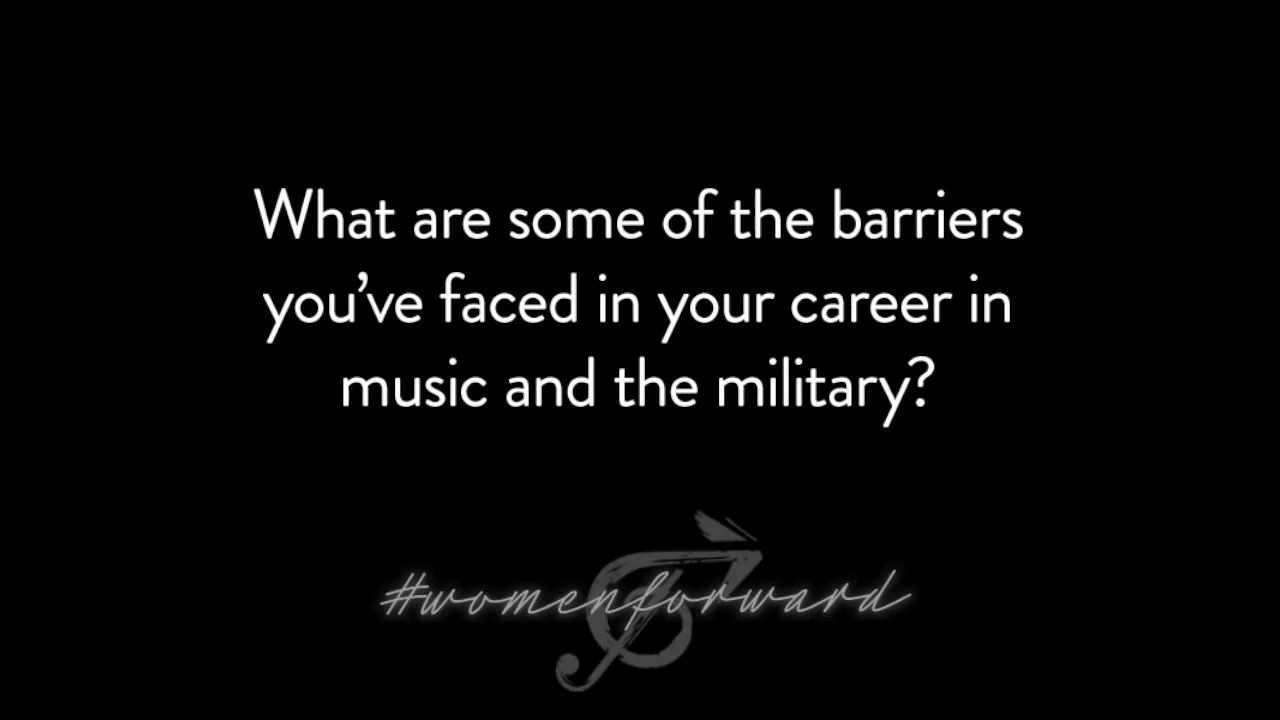 What are some of the barriers
you’ve faced in your career in
music and the military?
#womenforward